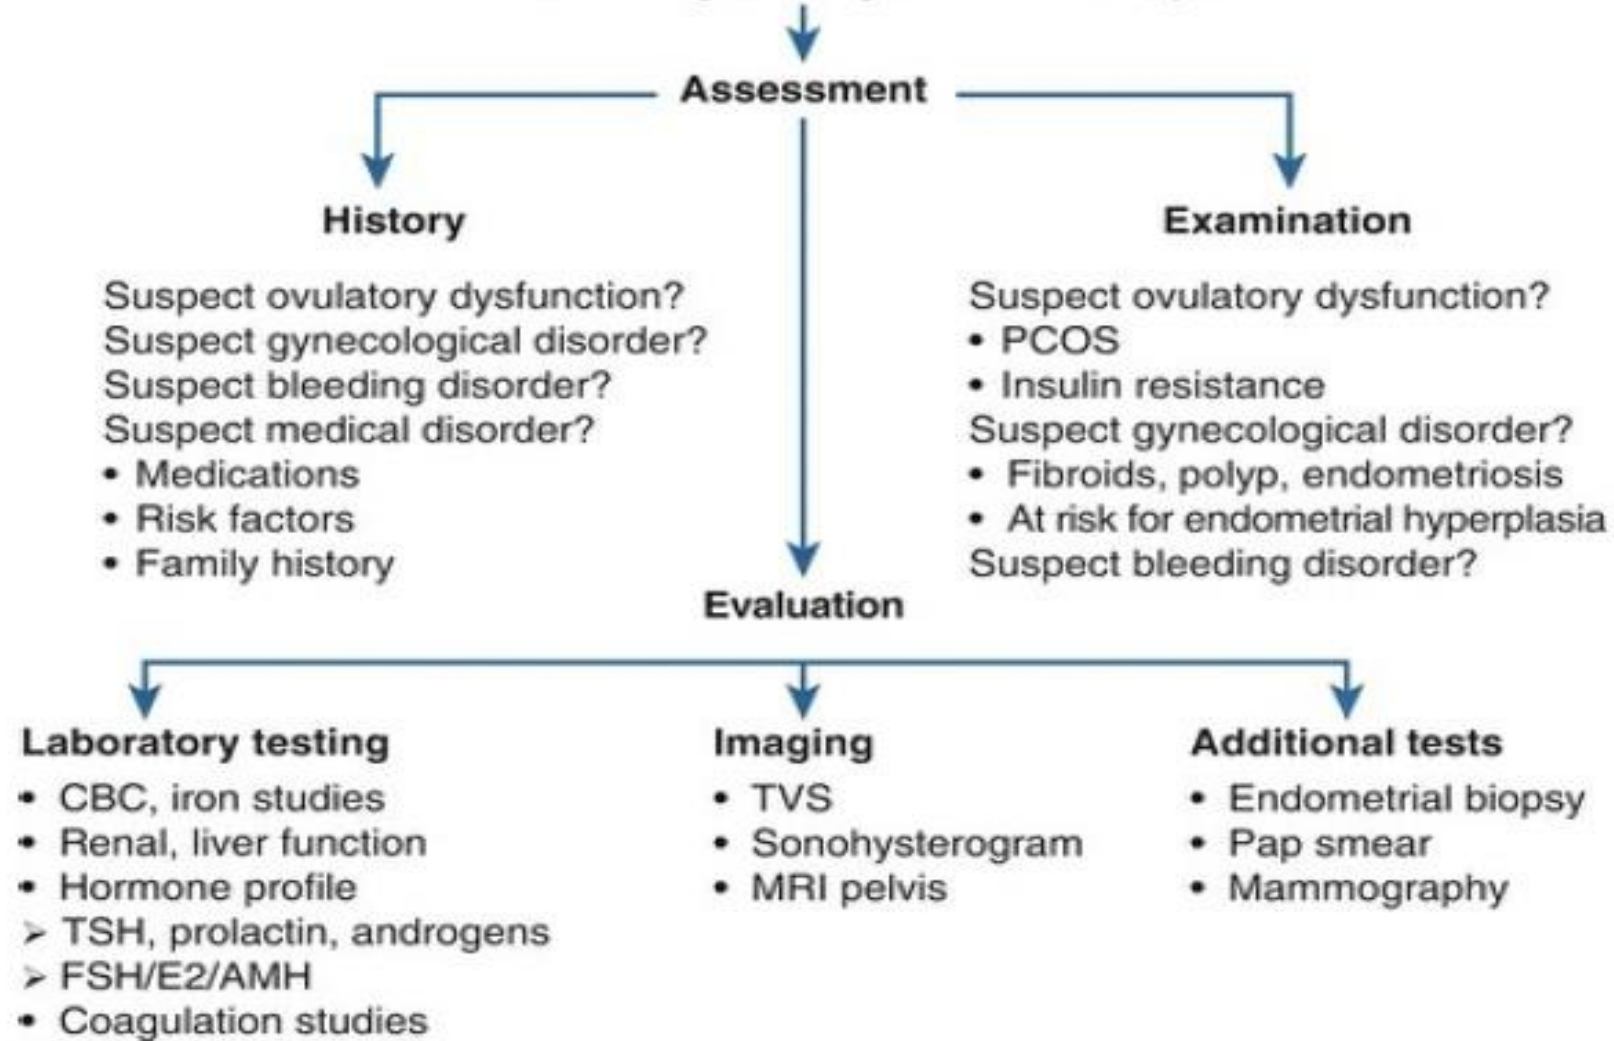 Assessment
History
Suspect ovulatory dysfunction?
Suspect gynecological disorder?
Suspect bleeding disorder?
Suspect medical disorder?
• Medications
• Risk factors
• Family history
Examination
Suspect ovulatory dysfunction?
• PCOS
• Insulin resistance
Suspect gynecological disorder?
• Fibroids, polyp, endometriosis
• At risk for endometrial hyperplasia
Suspect bleeding disorder?
Evaluation
Laboratory testing
• CBC, iron studies
• Renal, liver function
• Hormone profile
➢ TSH, prolactin, androgens
➢ FSH/E2/AMH
• Coagulation studies
Imaging
• TVS
• Sonohysterogram
• MRI pelvis
Additional tests
• Endometrial biopsy
• Pap smear
• Mammography